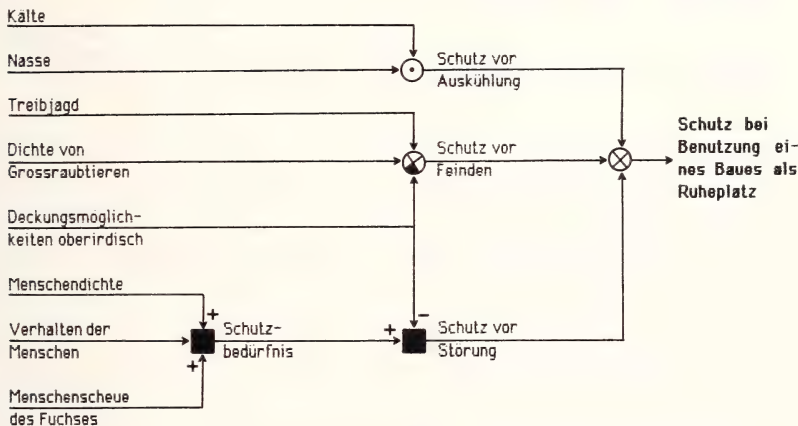 Kälte
Nasse
Schutz vor
Auskühlung
Treibjagd
Dichte von
Grossraubtieren
Schutz vor
Feinden
Schutz bei
Benutzung ei-
nes Baues als
Ruheplatz
Deckungsmöglich-
keiten oberirdisch
Menschendichte
+
−
Verhalten der
Menschen
Schutz-
bedürfnis
+
Schutz vor
Störung
+
Menschenscheue
des Fuchses